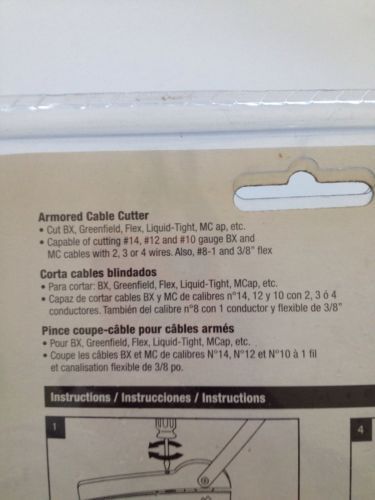 Armored Cable Cutter
• Cut BX, Greenfield, Flex, Liquid-Tight, MC ap, etc.
• Capable of cutting #14, #12 and #10 gauge BX and
MC cables with 2, 3 or 4 wires. Also, #8-1 and 3/8" flex
Corta cables blindados
• Para cortar: BX, Greenfield, Flex, Liquid-Tight, MCap, etc.
• Capaz de cortar cables BX y MC de calibres n°14, 12 y 10 con 2, 3 ó 4
conductores. También del calibre n°8 con 1 conductor y flexible de 3/8"
Pince coupe-câble pour câbles armés
• Pour BX, Greenfield, Flex, Liquid-Tight, MCap, etc.
• Coupe les câbles BX et MC de calibres N°14, N°12 et N°10 à 1 fil
et canalisation flexible de 3/8 po.
Instructions / Instrucciones / Instructions
1
4